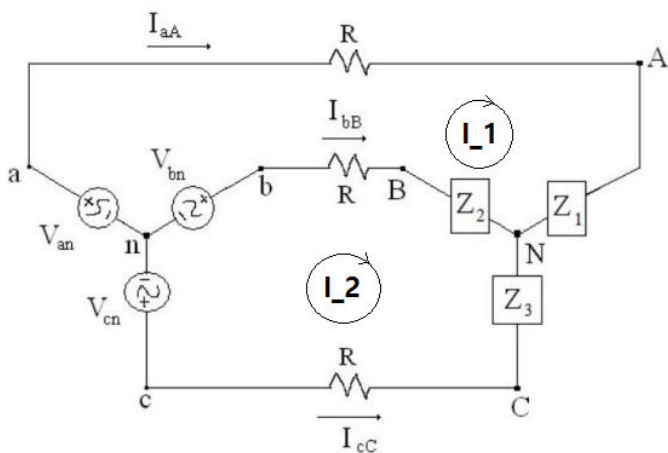 I_aA
R
A
I_bB
I_1
a
V_bn
b
R
B
Z_2
Z_1
V_an
n
N
I_2
V_cn
Z_3
R
c
C
I_cC